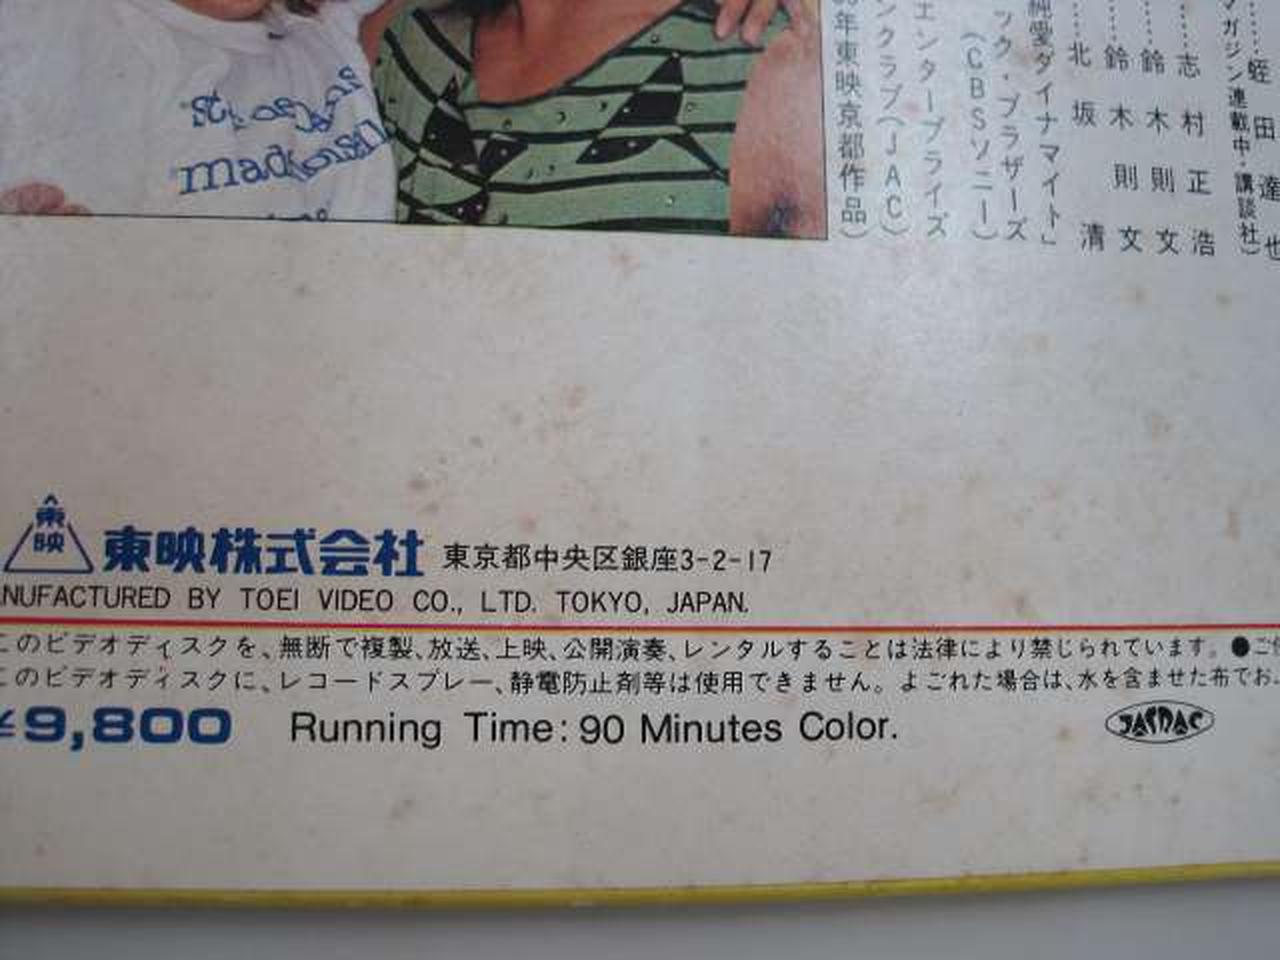 蛭田達也
マガジン連載中・講談社)
志村正浩
鈴木則文
鈴木則文
北坂 清
純愛ダイナマイト」
ック・ブラザーズ
(CBSソニー)
エンタープライズ
ンクラブ(JAC)
年東映京都作品)
madison
東映
東映株式会社 東京都中央区銀座3-2-17
ANUFACTURED BY TOEI VIDEO CO., LTD. TOKYO, JAPAN.
このビデオディスクを、無断で複製、放送、上映、公開演奏、レンタルすることは法律により禁じられています。●ご
このビデオディスクに、レコードスプレー、静電防止剤等は使用できません。よごれた場合は、水を含ませた布でお
¥9,800 Running Time: 90 Minutes Color.
JASRAC